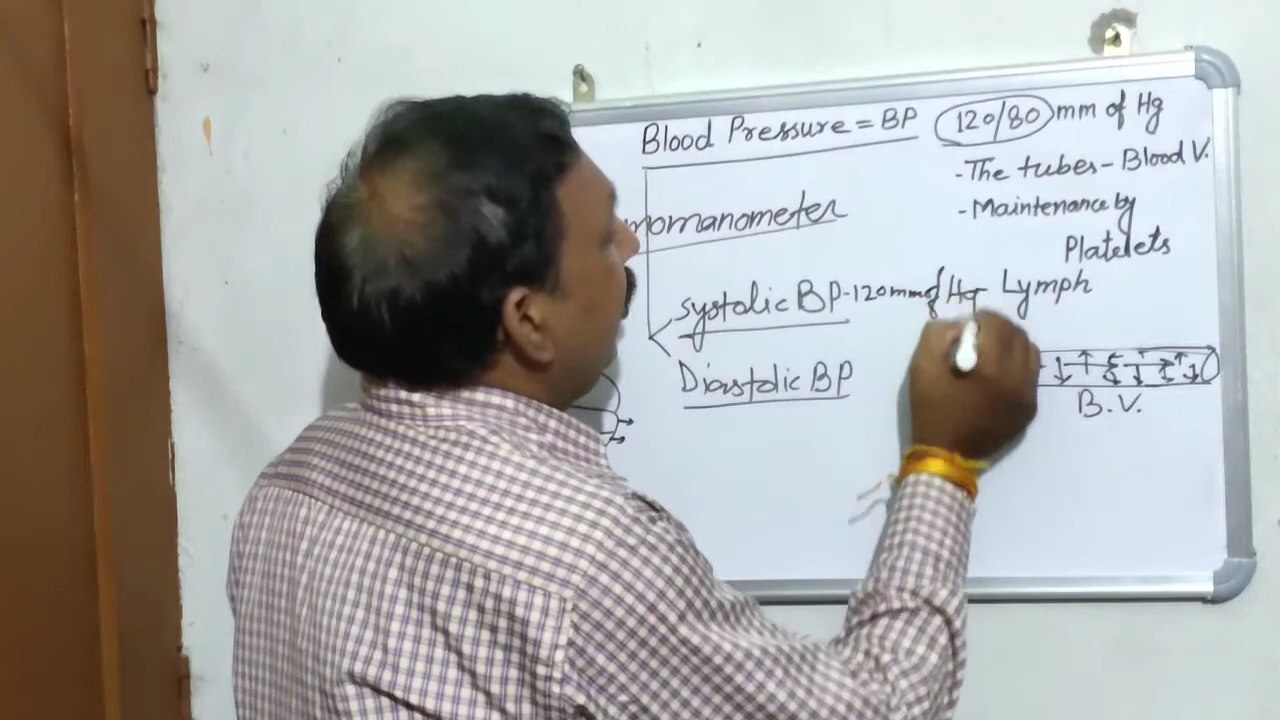 Blood Pressure = BP 120/80 mm of Hg
- The tubes - Blood V.
- Maintenance by
Platelets
momanometer
systolic BP - 120 mm of Hg Lymph
Diastolic BP
B.V.